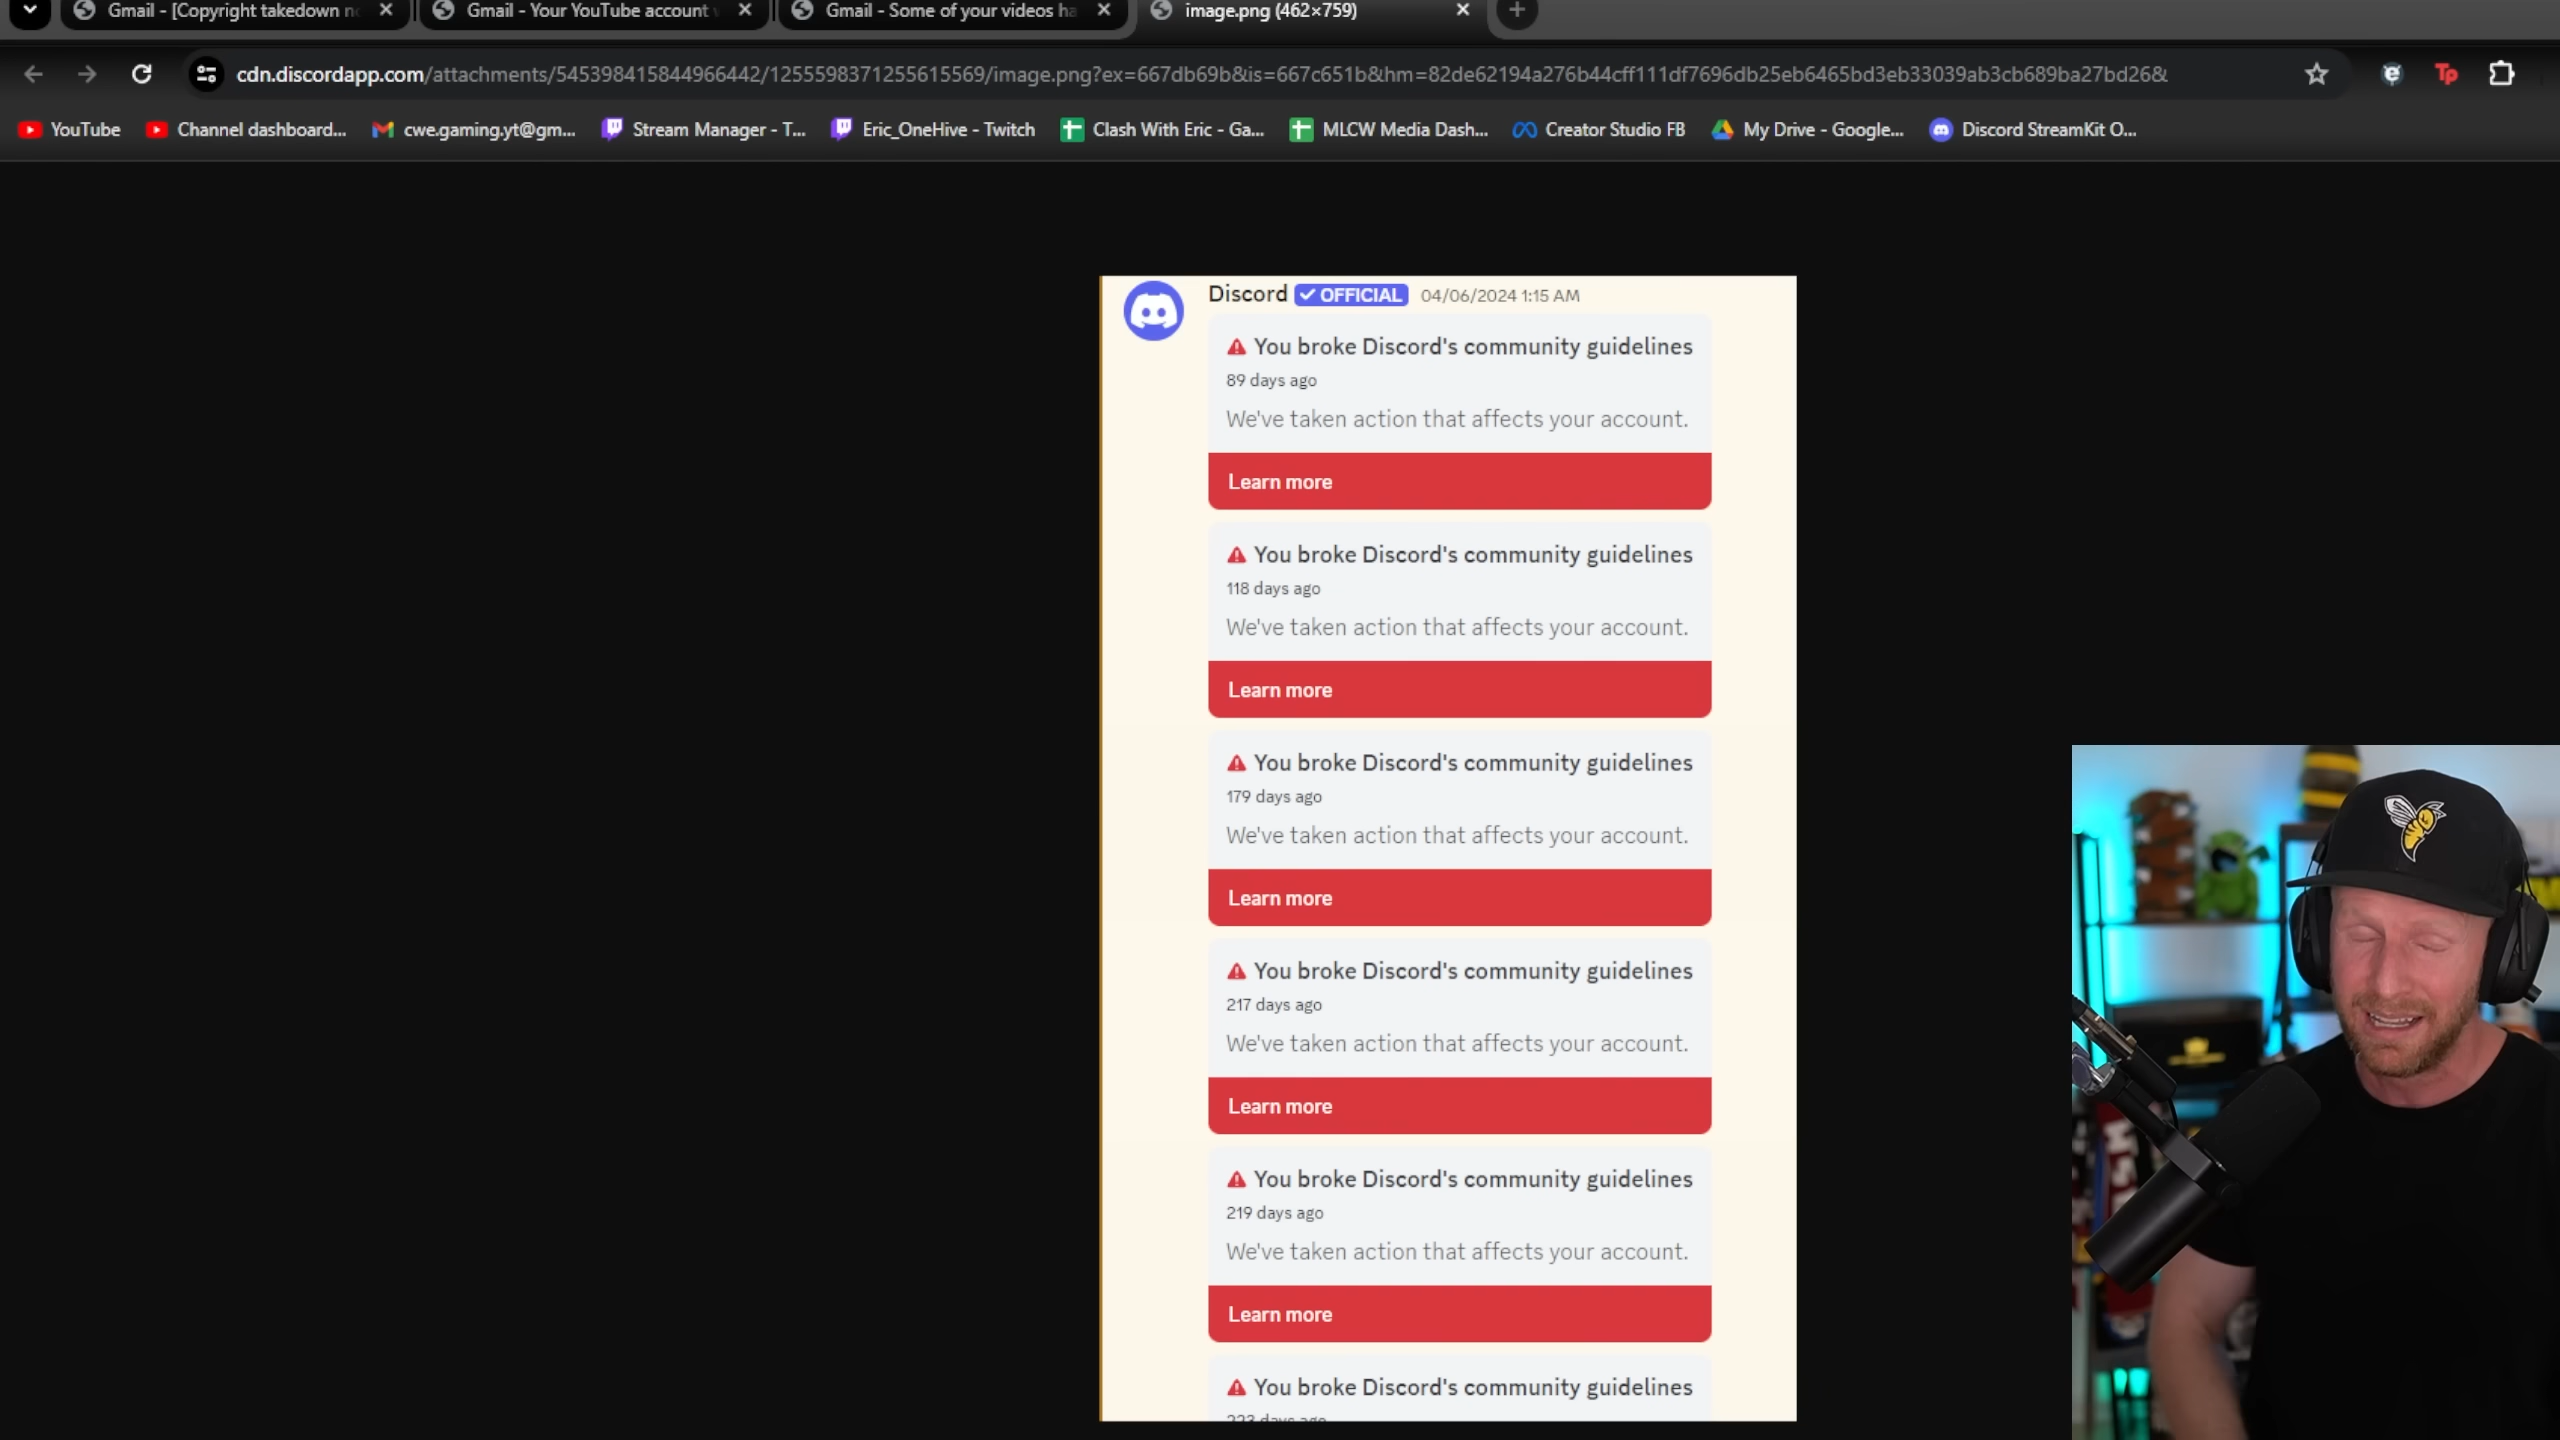 Gmail - [Copyright takedown
Gmail - Your YouTube account
Gmail - Some of your videos ha
image.png (462×759)
cdn.discordapp.com/attachments/545398415844966442/1255598371255615569/image.png?ex=667db69b&is=667c651b&hm=82de62194a276b44cff111df7696db25eb6465bd3eb33039ab3cb689ba27bd26&
Tp
YouTube
Channel dashboard...
cwe.gaming.yt@gm...
Stream Manager - T...
Eric_OneHive - Twitch
Clash With Eric - Ga...
MLCW Media Dash...
Creator Studio FB
My Drive - Google...
Discord StreamKit O...
Discord OFFICIAL 04/06/2024 1:15 AM
You broke Discord's community guidelines
89 days ago
We've taken action that affects your account.
Learn more
You broke Discord's community guidelines
118 days ago
We've taken action that affects your account.
Learn more
You broke Discord's community guidelines
179 days ago
We've taken action that affects your account.
Learn more
You broke Discord's community guidelines
217 days ago
We've taken action that affects your account.
Learn more
You broke Discord's community guidelines
219 days ago
We've taken action that affects your account.
Learn more
You broke Discord's community guidelines